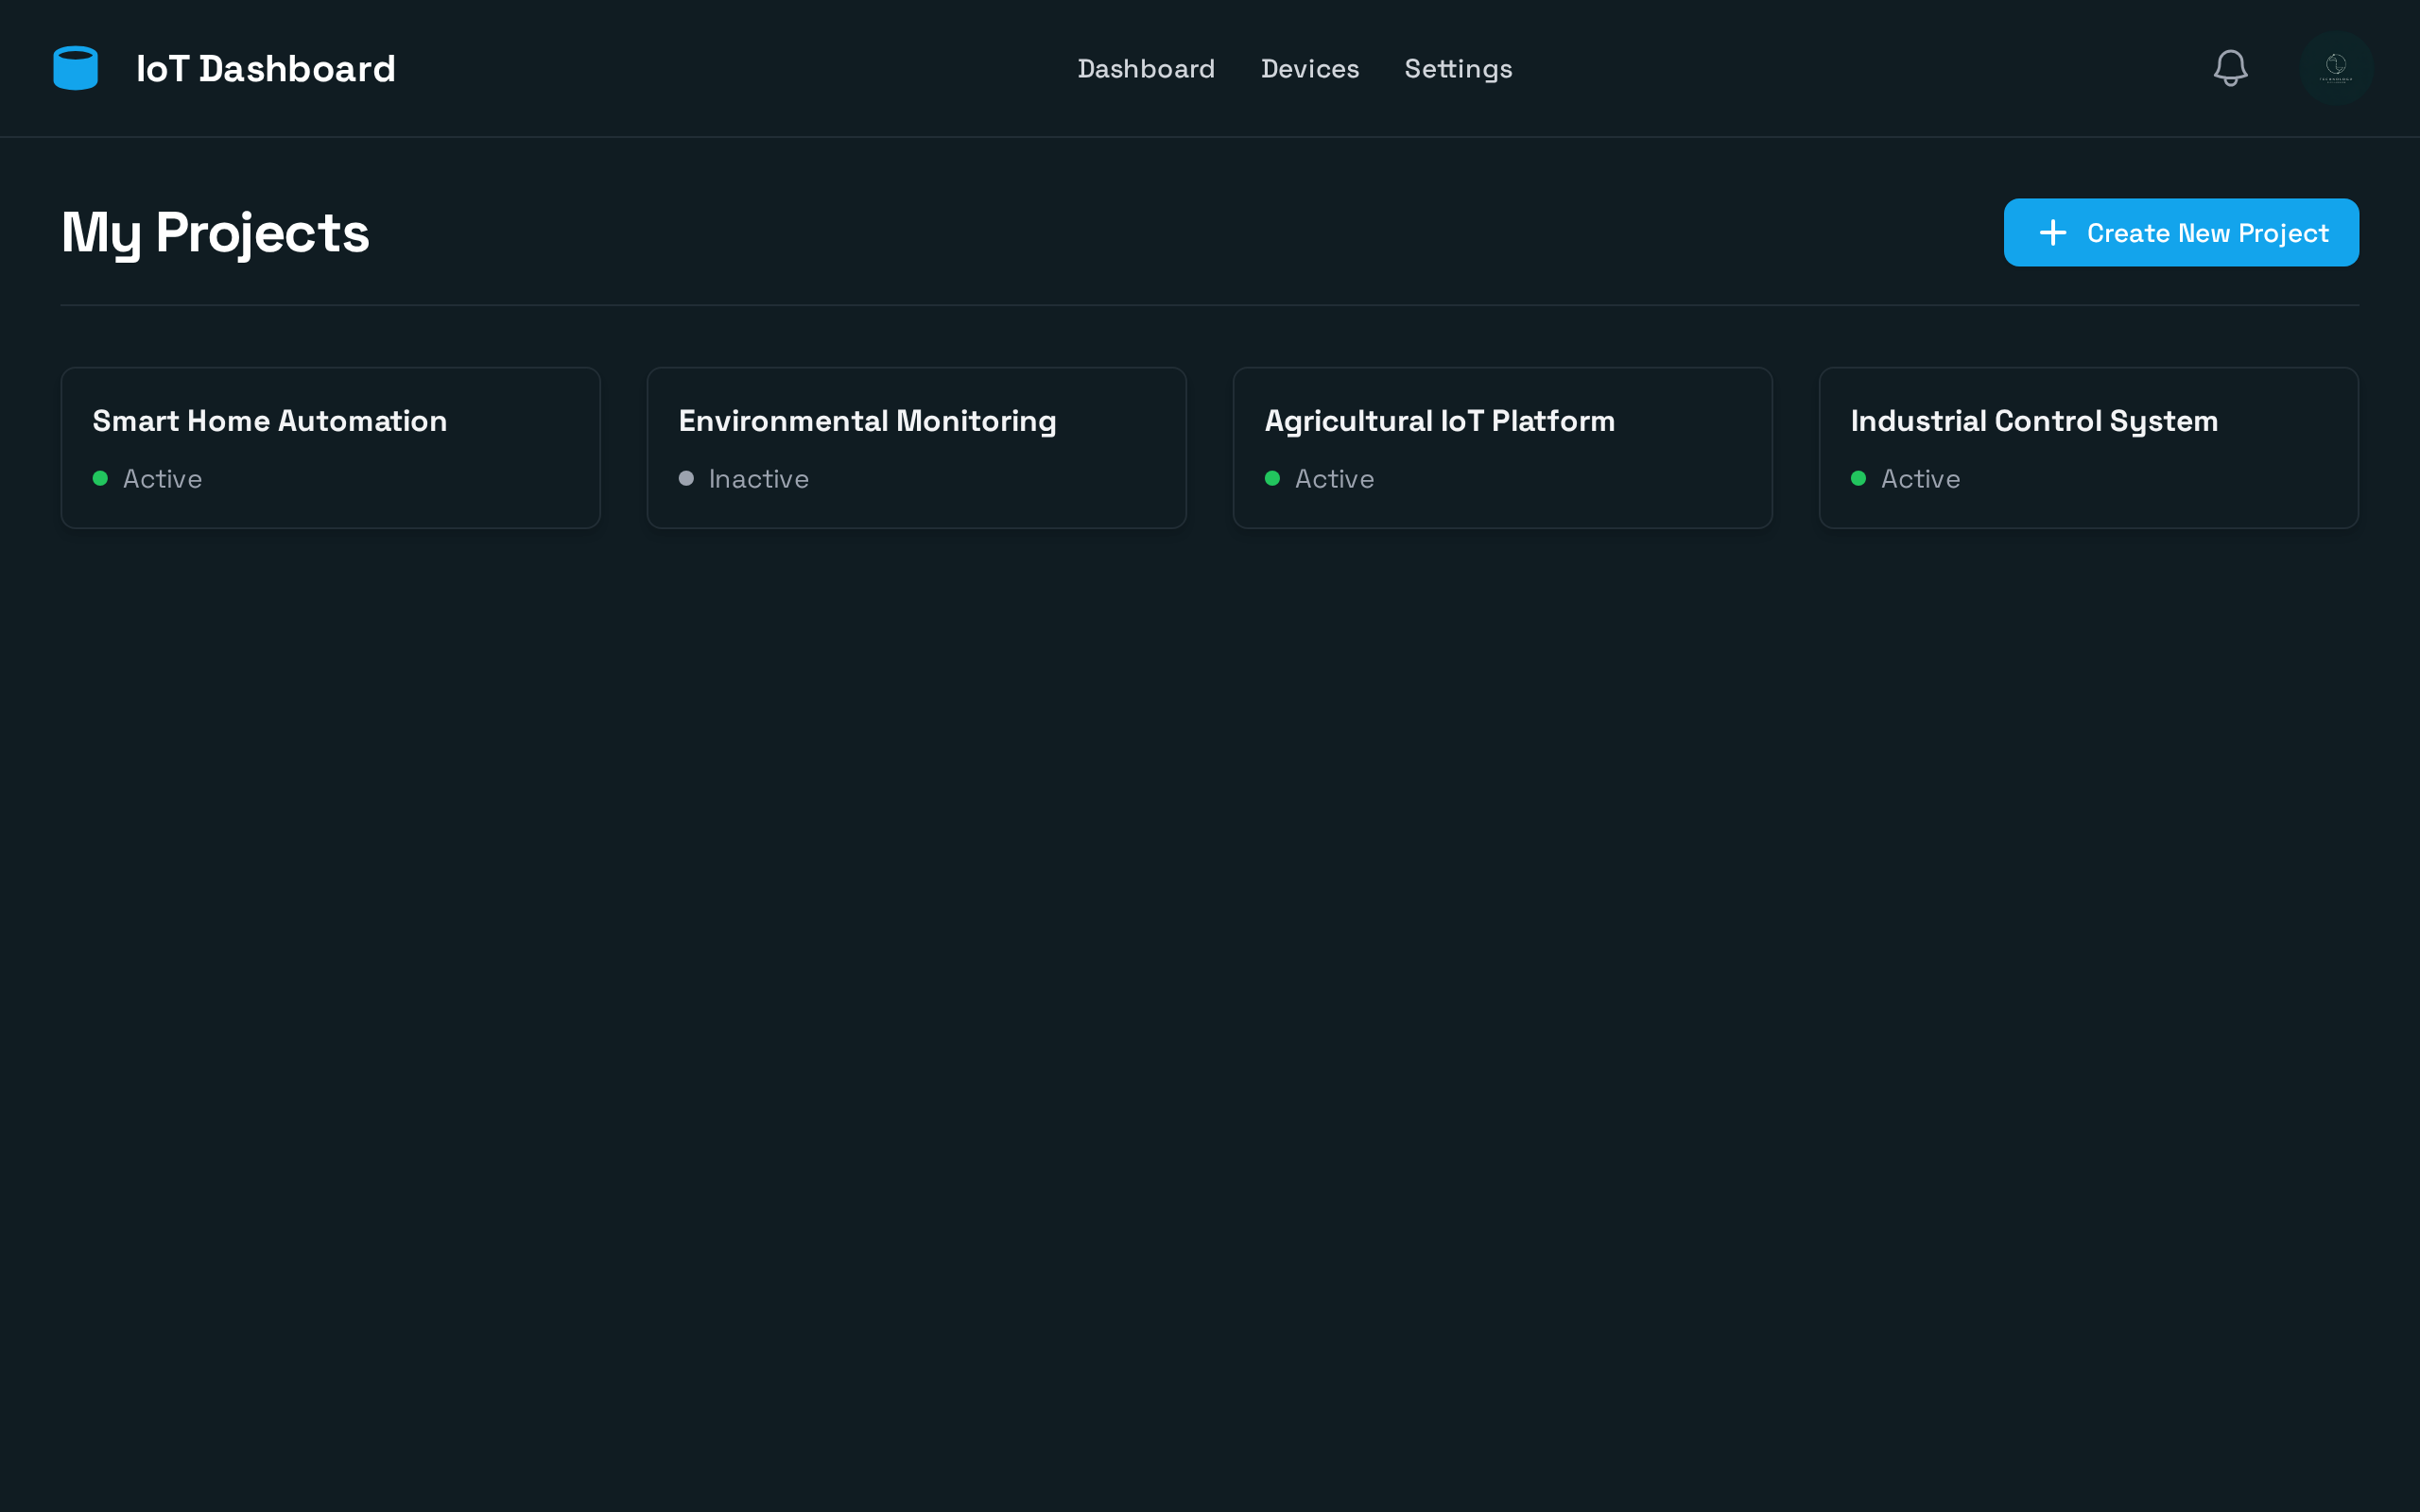 IoT Dashboard
Dashboard Devices Settings
My Projects
Create New Project
Smart Home Automation
Active
Environmental Monitoring
Inactive
Agricultural IoT Platform
Active
Industrial Control System
Active